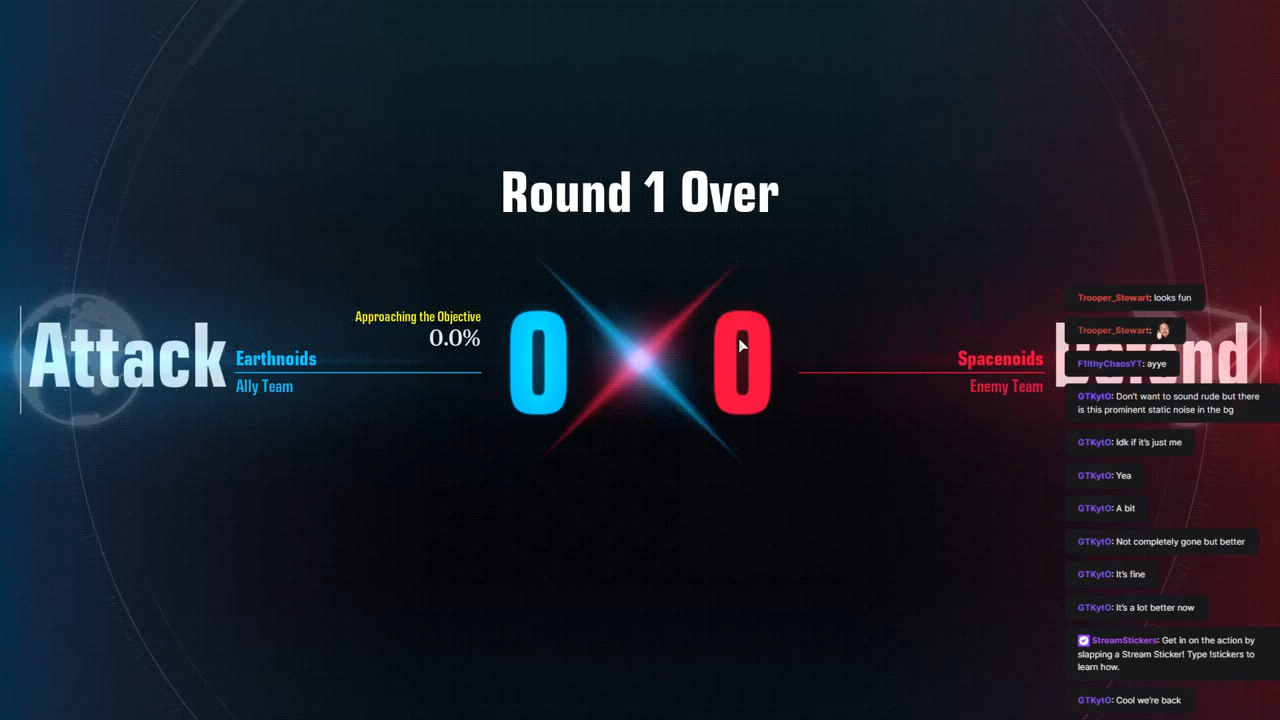 Round 1 Over
Attack
Earthnoids
Ally Team
Approaching the Objective
0.0%
0
0
Spacenoids
Enemy Team
Defend
Trooper_Stewart: looks fun
Trooper_Stewart:
F1lthyChaosYT: ayye
GTKytO: Don't want to sound rude but there
is this prominent static noise in the bg
GTKytO: Idk if it's just me
GTKytO: Yea
GTKytO: A bit
GTKytO: Not completely gone but better
GTKytO: It's fine
GTKytO: It's a lot better now
StreamStickers: Get in on the action by
slapping a Stream Sticker! Type !stickers to
learn how.
GTKytO: Cool we're back